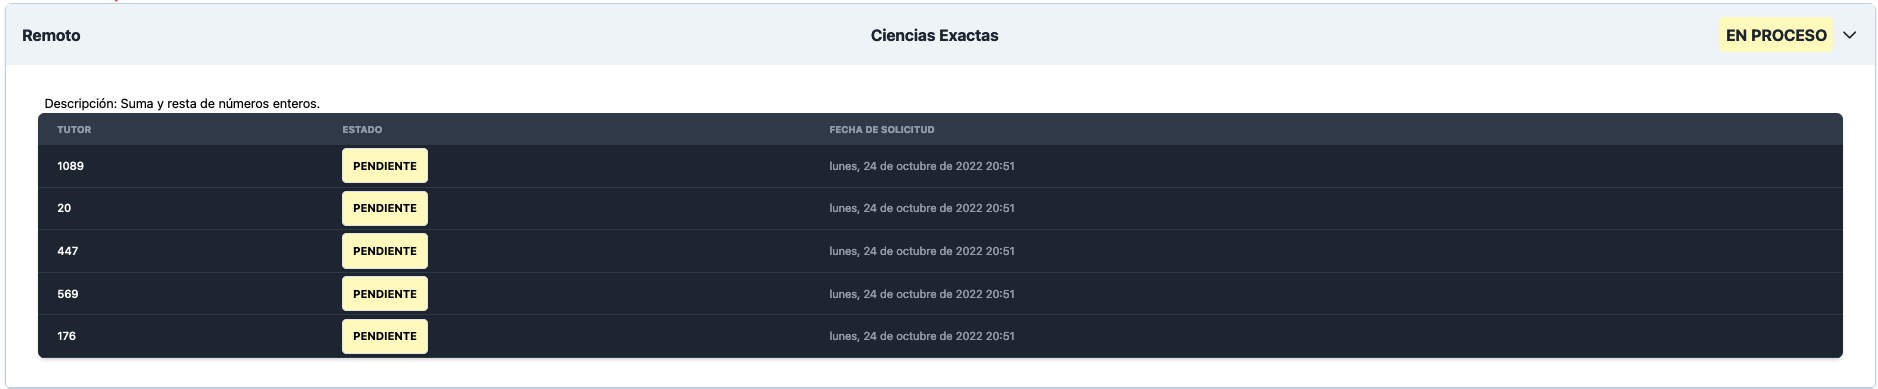 Remoto Ciencias Exactas EN PROCESO
Descripción: Suma y resta de números enteros.
TUTOR ESTADO FECHA DE SOLICITUD
1089 PENDIENTE lunes, 24 de octubre de 2022 20:51
20 PENDIENTE lunes, 24 de octubre de 2022 20:51
447 PENDIENTE lunes, 24 de octubre de 2022 20:51
569 PENDIENTE lunes, 24 de octubre de 2022 20:51
176 PENDIENTE lunes, 24 de octubre de 2022 20:51